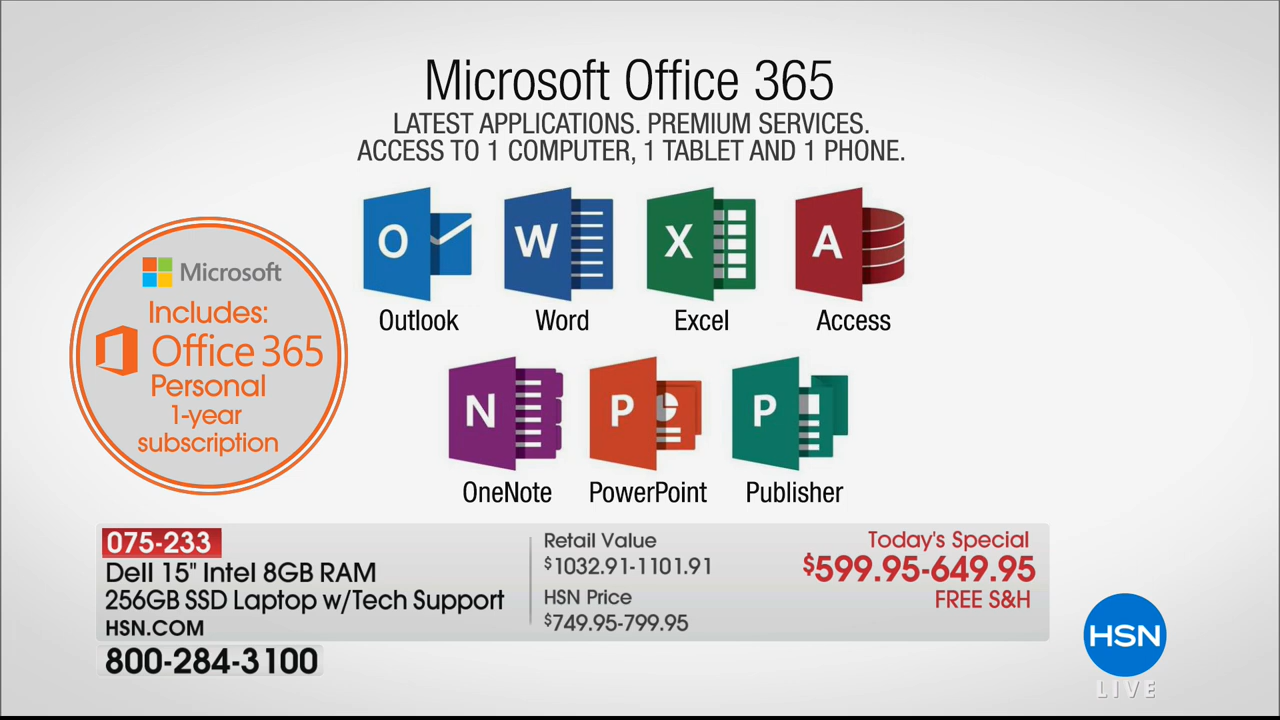 Microsoft Office 365
LATEST APPLICATIONS. PREMIUM SERVICES.
ACCESS TO 1 COMPUTER, 1 TABLET AND 1 PHONE.
Microsoft
Includes:
Office 365
Personal
1-year
subscription
O
W
X
A
Outlook
Word
Excel
Access
N
P
P
OneNote
PowerPoint
Publisher
075-233
Dell 15" Intel 8GB RAM
256GB SSD Laptop w/Tech Support
HSN.COM
800-284-3100
Retail Value
$1032.91-1101.91
HSN Price
$749.95-799.95
Today's Special
$599.95-649.95
FREE S&H
HSN
LIVE